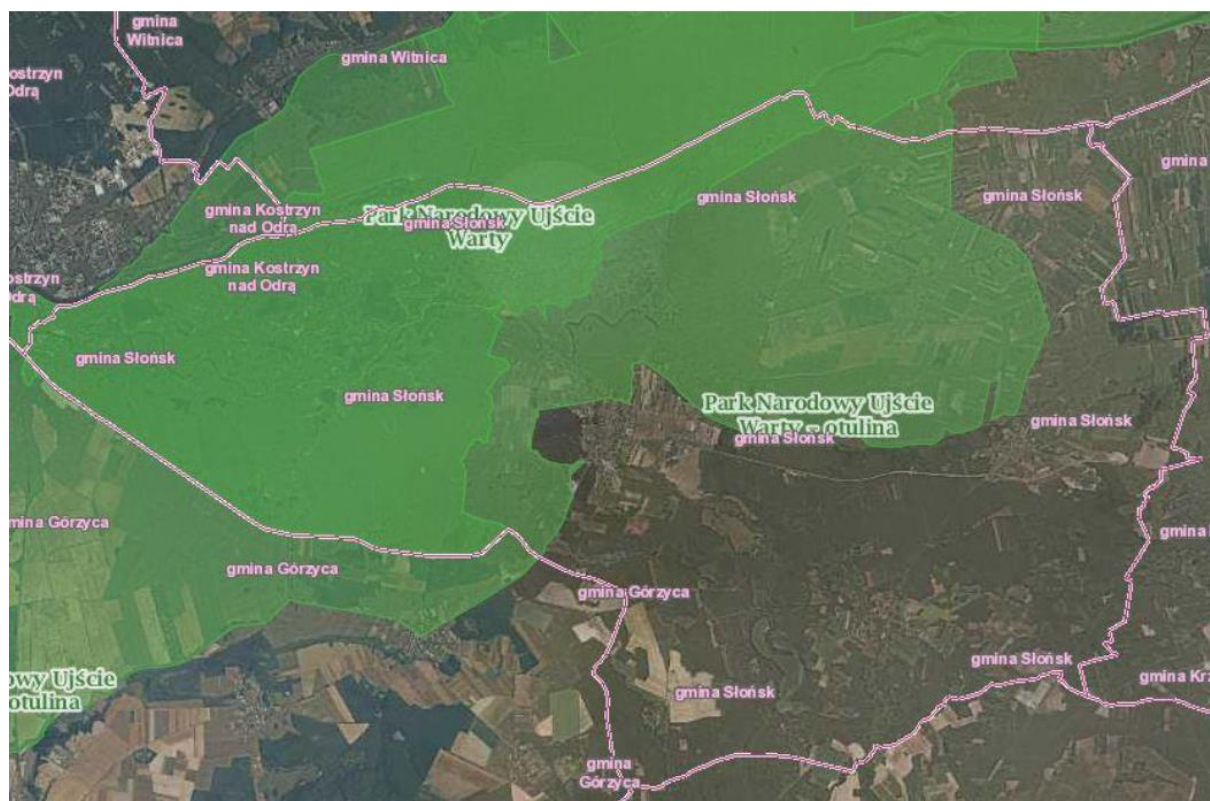 gmina
Witnica
gmina Witnica
ostrzyn
Odrą
gmina
gmina Słońsk
gmina Słońsk
gmina Kostrzyn
nad Odrą
Park Narodowy Ujście
Warty
gmina Słońsk
gmina Kostrzyn
nad Odrą
ostrzyn
Odrą
gmina Słońsk
gmina Słońsk
Park Narodowy Ujście
Warty - otulina
gmina Słońsk
gmina Słońsk
mina Górzyca
gmina
gmina Górzyca
gmina Górzyca
gmina Słońsk
gmina Krz
owy Ujście
otulina
gmina Słońsk
gmina
Górzyca